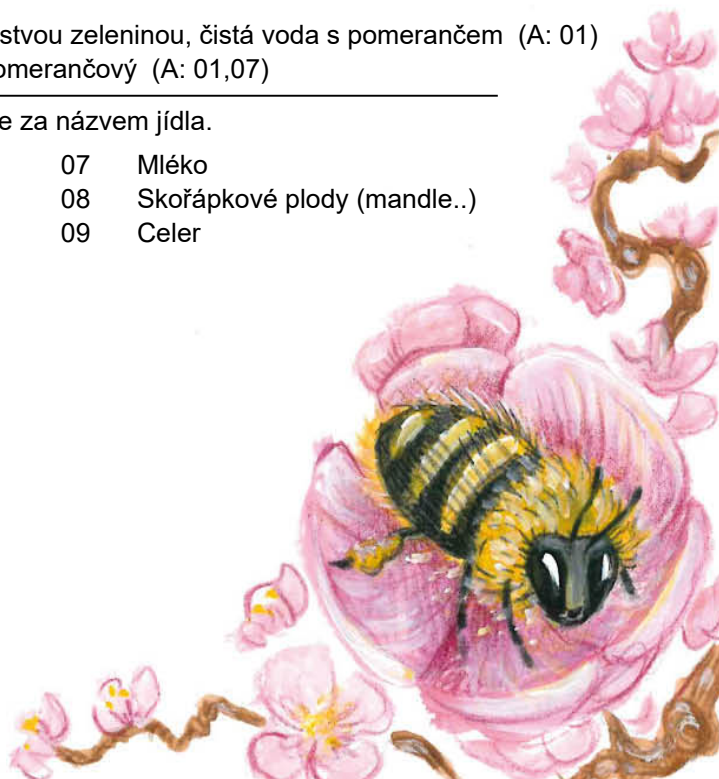 stvou zeleninou, čistá voda s pomerančem (A: 01)
omerančový (A: 01,07)
e za názvem jídla.
07 Mléko
08 Skořápkové plody (mandle..)
09 Celer